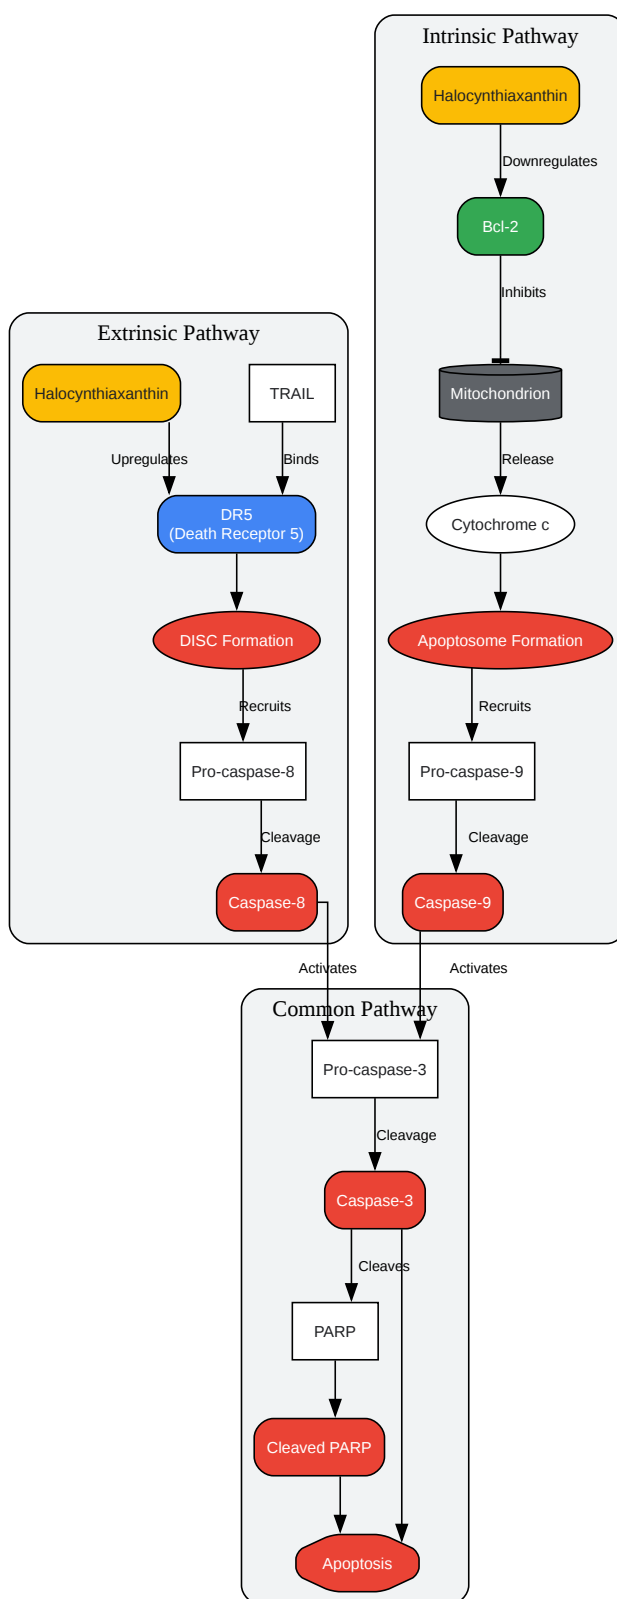 Intrinsic Pathway
Halocynthiaxanthin
Downregulates
Bcl-2
Inhibits
Mitochondrion
Release
Cytochrome c
Apoptosome Formation
Recruits
Pro-caspase-9
Cleavage
Caspase-9
Activates
Extrinsic Pathway
Halocynthiaxanthin
TRAIL
Upregulates
Binds
DR5
(Death Receptor 5)
DISC Formation
Recruits
Pro-caspase-8
Cleavage
Caspase-8
Activates
Common Pathway
Pro-caspase-3
Cleavage
Caspase-3
Cleaves
PARP
Cleaved PARP
Apoptosis